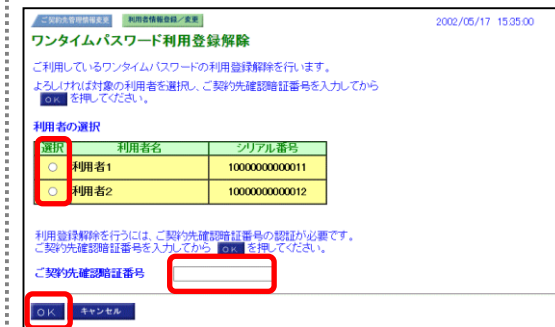 ご契約先管理情報変更 利用者情報登録／変更 2002/05/17 15:35:00
ワンタイムパスワード利用登録解除
ご利用しているワンタイムパスワードの利用登録解除を行います。
よろしければ対象の利用者を選択し、ご契約先確認暗証番号を入力してから
OK を押してください。
利用者の選択
選択 利用者名 シリアル番号
利用者1 10000000000011
利用者2 10000000000012
利用登録解除を行うには、ご契約先確認暗証番号の認証が必要です。
ご契約先確認暗証番号を入力してから OK を押してください。
ご契約先確認暗証番号
OK キャンセル